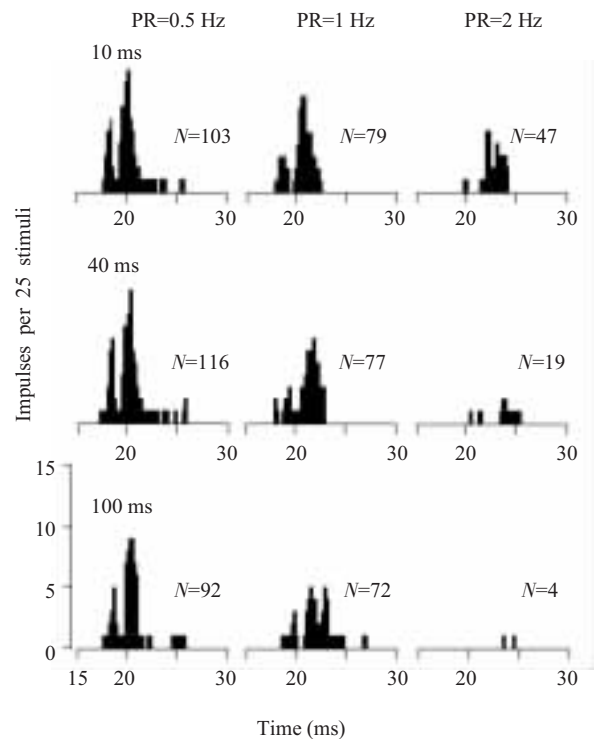 PR=0.5 Hz PR=1 Hz PR=2 Hz
10 ms
N=103 N=79 N=47
20 30 20 30 20 30
40 ms
N=116 N=77 N=19
20 30 20 30 20 30
Impulses per 25 stimuli
15
100 ms
10
5
N=92 N=72 N=4
0
15 20 30 20 30 20 30
Time (ms)